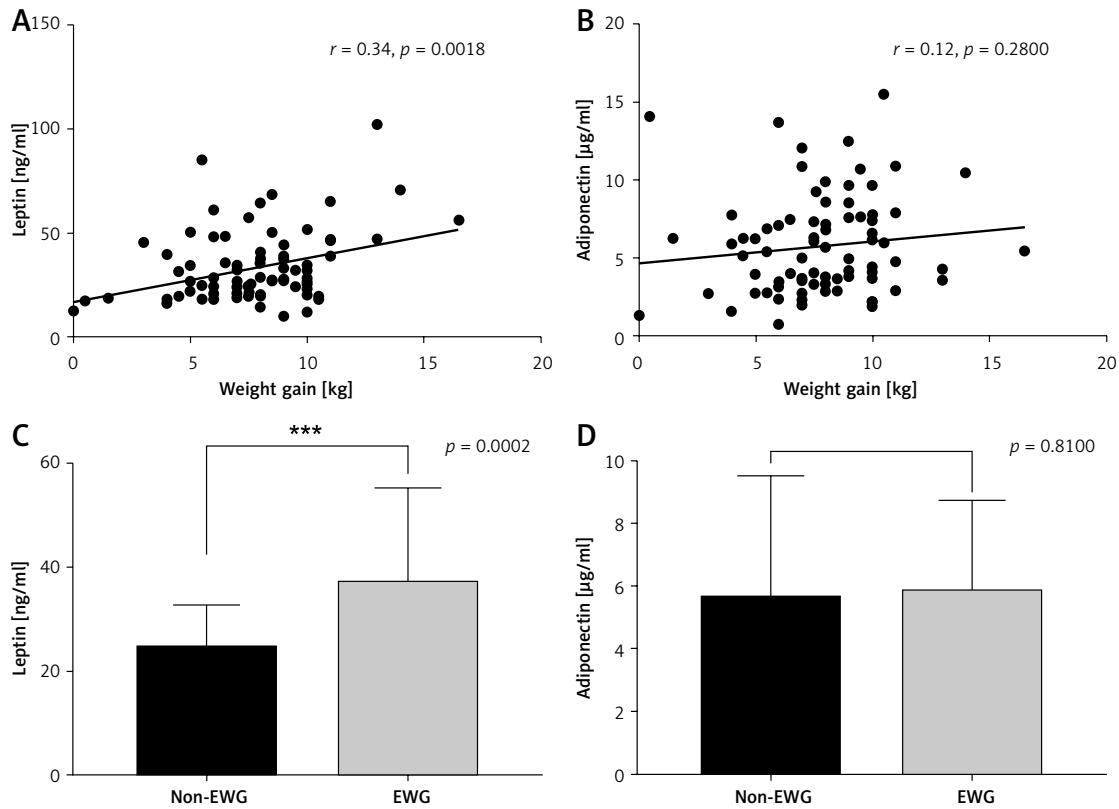 A
r = 0.34, p = 0.0018
Leptin [ng/ml]
150
100
50
0
0 5 10 15 20
Weight gain [kg]
B
r = 0.12, p = 0.2800
Adiponectin [µg/ml]
20
15
10
5
0
0 5 10 15 20
Weight gain [kg]
C
***
p = 0.0002
Leptin [ng/ml]
60
40
20
0
Non-EWG EWG
D
p = 0.8100
Adiponectin [µg/ml]
10
8
6
4
2
0
Non-EWG EWG